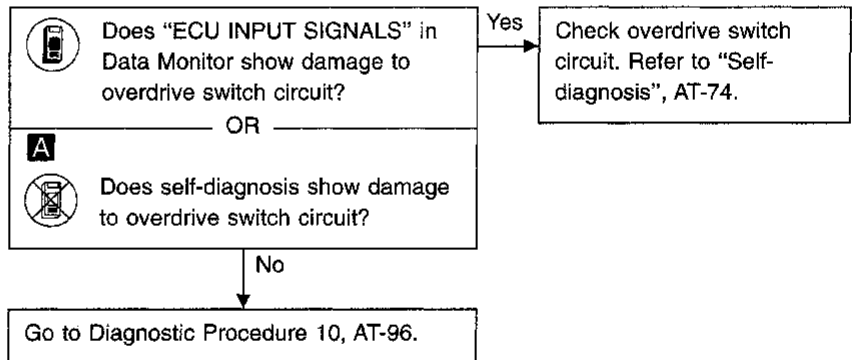 Does “ECU INPUT SIGNALS” in
Data Monitor show damage to
overdrive switch circuit?
OR
A
Does self-diagnosis show damage
to overdrive switch circuit?
Yes
Check overdrive switch
circuit. Refer to “Self-
diagnosis”, AT-74.
No
Go to Diagnostic Procedure 10, AT-96.